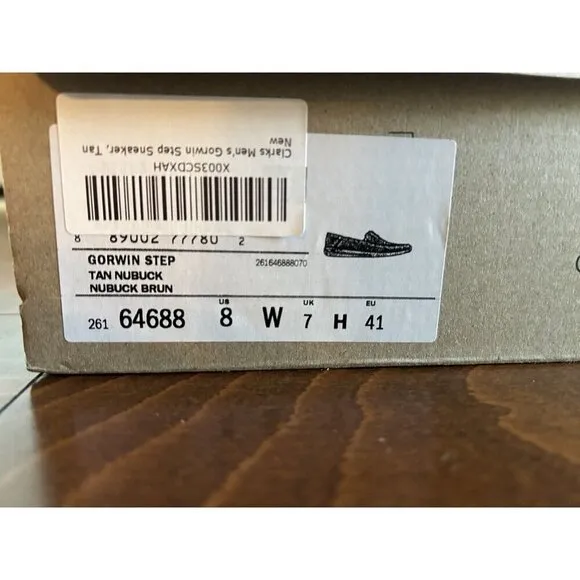 Clarks Men's Gorwin Step Sneaker, Tan
New
X003SCDXAH
8 89002 77780 2
GORWIN STEP 261646888070
TAN NUBUCK
NUBUCK BRUN
US UK EU
261 64688 8 W 7 H 41